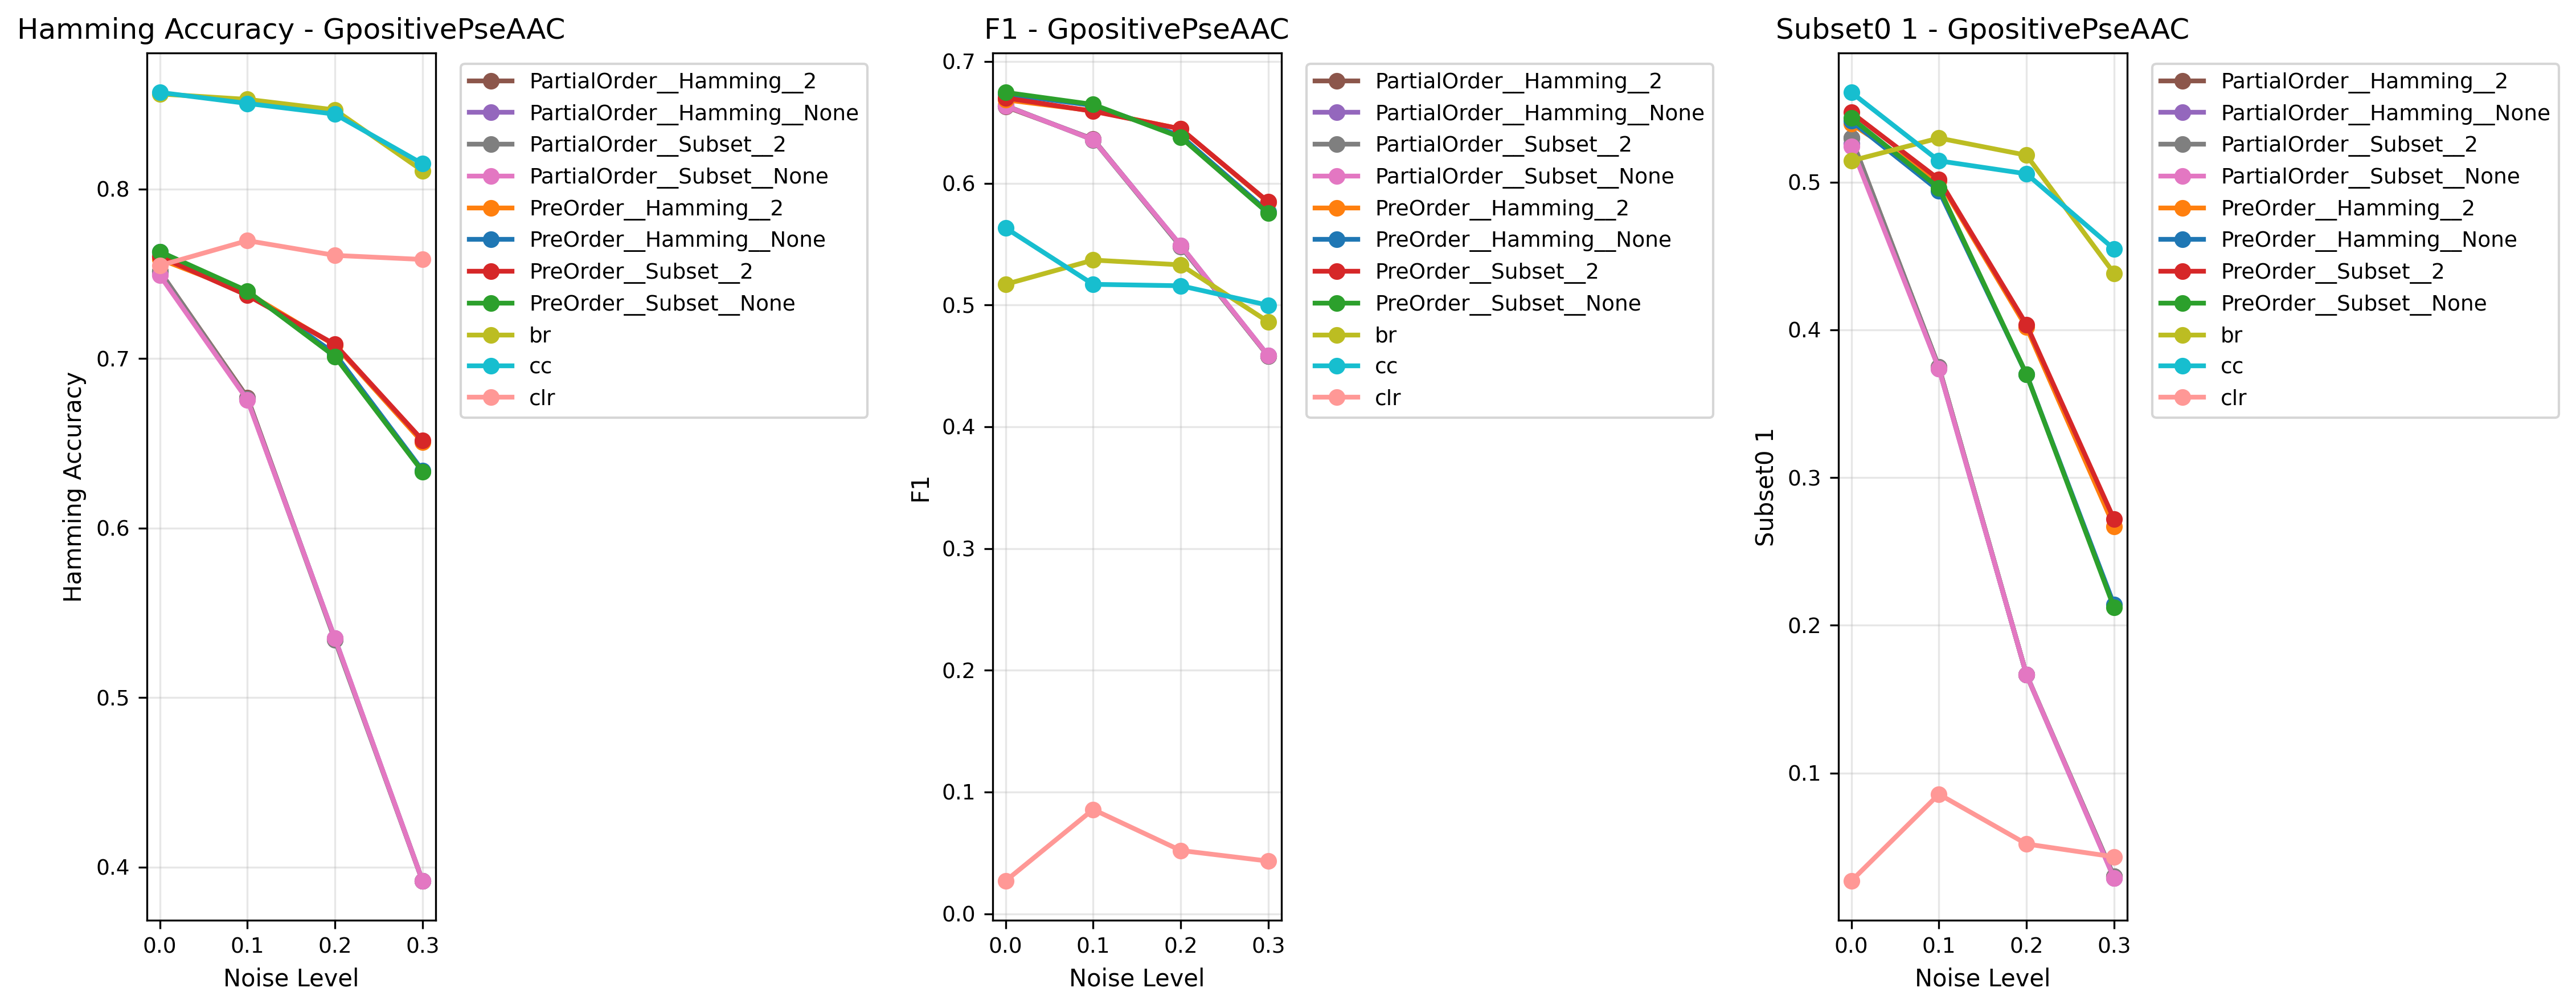 Hamming Accuracy - GpositivePseAAC
Hamming Accuracy
0.8
0.7
0.6
0.5
0.4
0.0 0.1 0.2 0.3
Noise Level
PartialOrder__Hamming__2
PartialOrder__Hamming__None
PartialOrder__Subset__2
PartialOrder__Subset__None
PreOrder__Hamming__2
PreOrder__Hamming__None
PreOrder__Subset__2
PreOrder__Subset__None
br
cc
clr
F1 - GpositivePseAAC
F1
0.7
0.6
0.5
0.4
0.3
0.2
0.1
0.0
0.0 0.1 0.2 0.3
Noise Level
PartialOrder__Hamming__2
PartialOrder__Hamming__None
PartialOrder__Subset__2
PartialOrder__Subset__None
PreOrder__Hamming__2
PreOrder__Hamming__None
PreOrder__Subset__2
PreOrder__Subset__None
br
cc
clr
Subset0 1 - GpositivePseAAC
Subset0 1
0.5
0.4
0.3
0.2
0.1
0.0 0.1 0.2 0.3
Noise Level
PartialOrder__Hamming__2
PartialOrder__Hamming__None
PartialOrder__Subset__2
PartialOrder__Subset__None
PreOrder__Hamming__2
PreOrder__Hamming__None
PreOrder__Subset__2
PreOrder__Subset__None
br
cc
clr